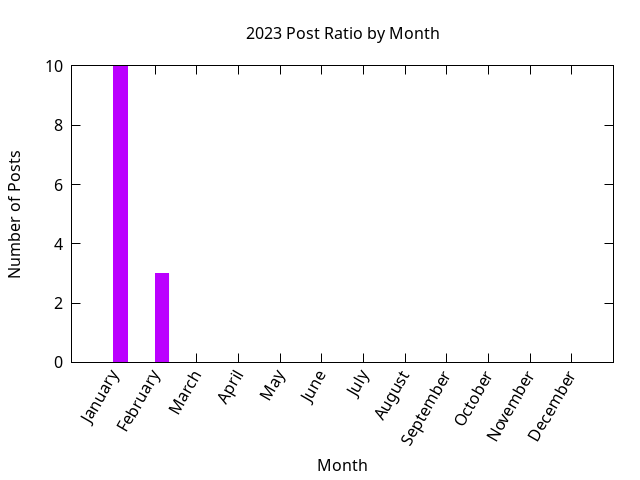 2023 Post Ratio by Month
10
8
6
4
2
0
Number of Posts
January
February
March
April
May
June
July
August
September
October
November
December
Month